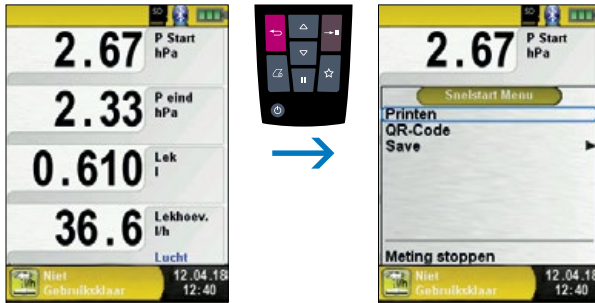 SD
2.67 P Start
hPa
2.33 P eind
hPa
0.610 Lek
l
36.6 Lekhoev.
l/h
Lucht
Niet 12.04.18
Gebruiksklaar 12:40
SD
2.67 P Start
hPa
Snelstart Menu
Printen
QR-Code
Save
Meting stoppen
Niet 12.04.18
Gebruiksklaar 12:40